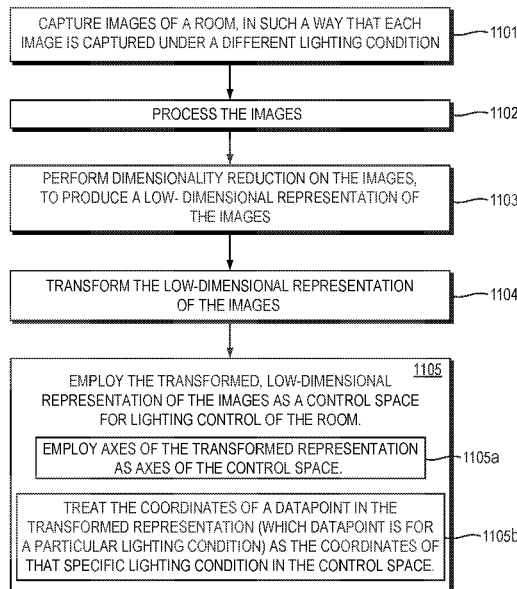 CAPTURE IMAGES OF A ROOM, IN SUCH A WAY THAT EACH
IMAGE IS CAPTURED UNDER A DIFFERENT LIGHTING CONDITION
1101
PROCESS THE IMAGES
1102
PERFORM DIMENSIONALITY REDUCTION ON THE IMAGES,
TO PRODUCE A LOW- DIMENSIONAL REPRESENTATION OF
THE IMAGES
1103
TRANSFORM THE LOW-DIMENSIONAL REPRESENTATION
OF THE IMAGES
1104
1105
EMPLOY THE TRANSFORMED, LOW-DIMENSIONAL
REPRESENTATION OF THE IMAGES AS A CONTROL SPACE
FOR LIGHTING CONTROL OF THE ROOM.
EMPLOY AXES OF THE TRANSFORMED REPRESENTATION
AS AXES OF THE CONTROL SPACE.
1105a
TREAT THE COORDINATES OF A DATAPOINT IN THE
TRANSFORMED REPRESENTATION (WHICH DATAPOINT IS FOR
A PARTICULAR LIGHTING CONDITION) AS THE COORDINATES OF
THAT SPECIFIC LIGHTING CONDITION IN THE CONTROL SPACE.
1105b